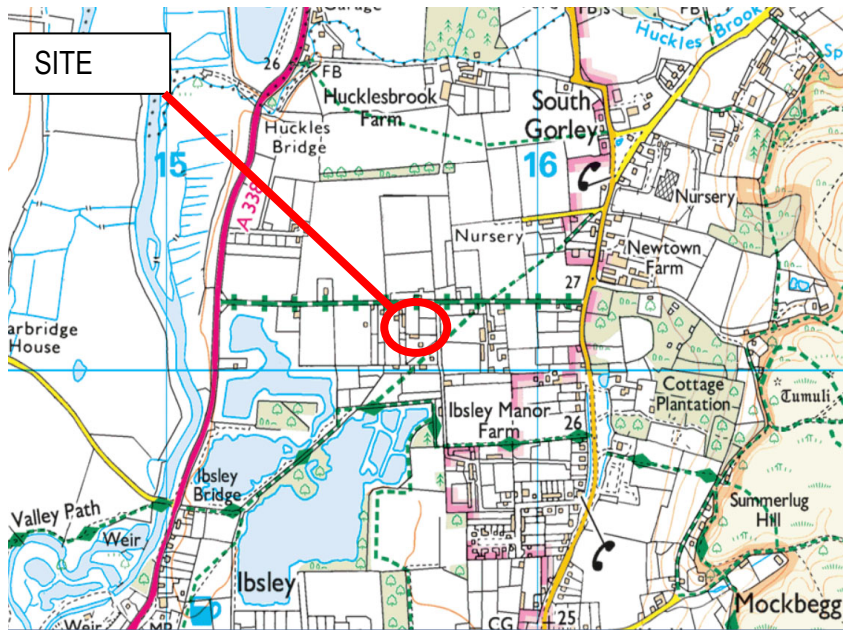 SITE
Garage
FB
Huckles Brook
26
FB
Hucklesbrook
Farm
South
Gorley
Huckles
Bridge
15
16
A 338
Nursery
Nursery
Newtown
Farm
27
arbridge
House
Cottage
Plantation
Tumuli
Ibsley Manor
Farm
26
Ibsley
Bridge
Valley Path
Weir
Summerlug
Hill
Ibsley
Mockbegg
Weir
MP
CG
25